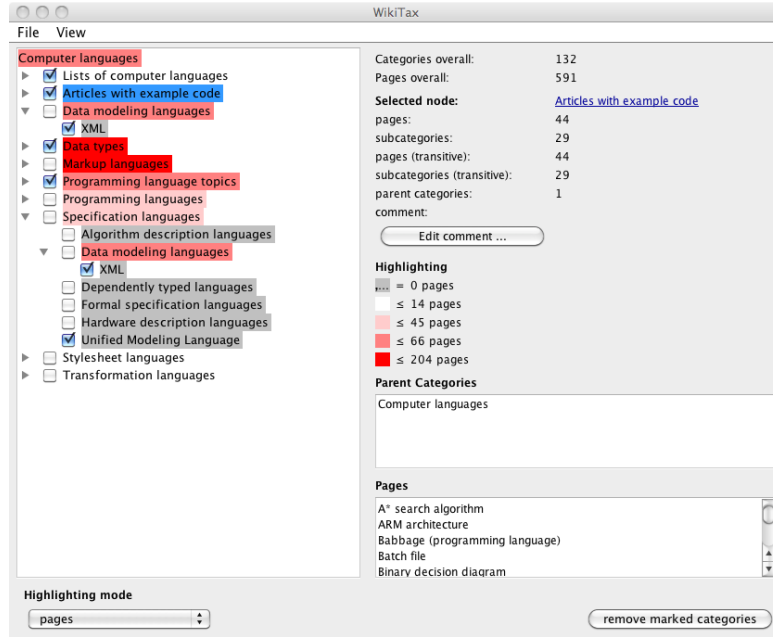 WikiTax
File View
Computer languages
Lists of computer languages
Articles with example code
Data modeling languages
XML
Data types
Markup languages
Programming language topics
Programming languages
Specification languages
Algorithm description languages
Data modeling languages
XML
Dependently typed languages
Formal specification languages
Hardware description languages
Unified Modeling Language
Stylesheet languages
Transformation languages
Categories overall: 132
Pages overall: 591
Selected node: Articles with example code
pages: 44
subcategories: 29
pages (transitive): 44
subcategories (transitive): 29
parent categories: 1
comment:
Edit comment ...
Highlighting
... = 0 pages
≤ 14 pages
≤ 45 pages
≤ 66 pages
≤ 204 pages
Parent Categories
Computer languages
Pages
A* search algorithm
ARM architecture
Babbage (programming language)
Batch file
Binary decision diagram
Highlighting mode
pages
remove marked categories